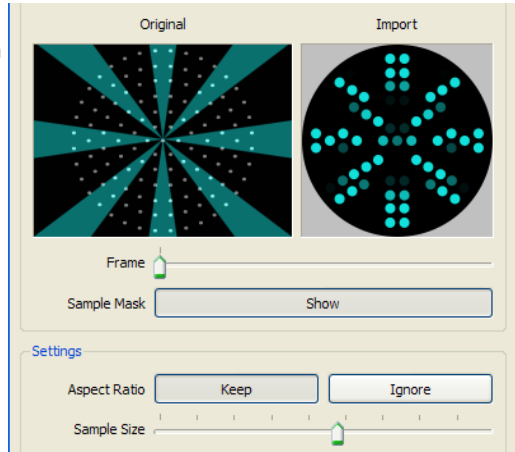 Original Import
Frame
Sample Mask Show
Settings
Aspect Ratio Keep Ignore
Sample Size